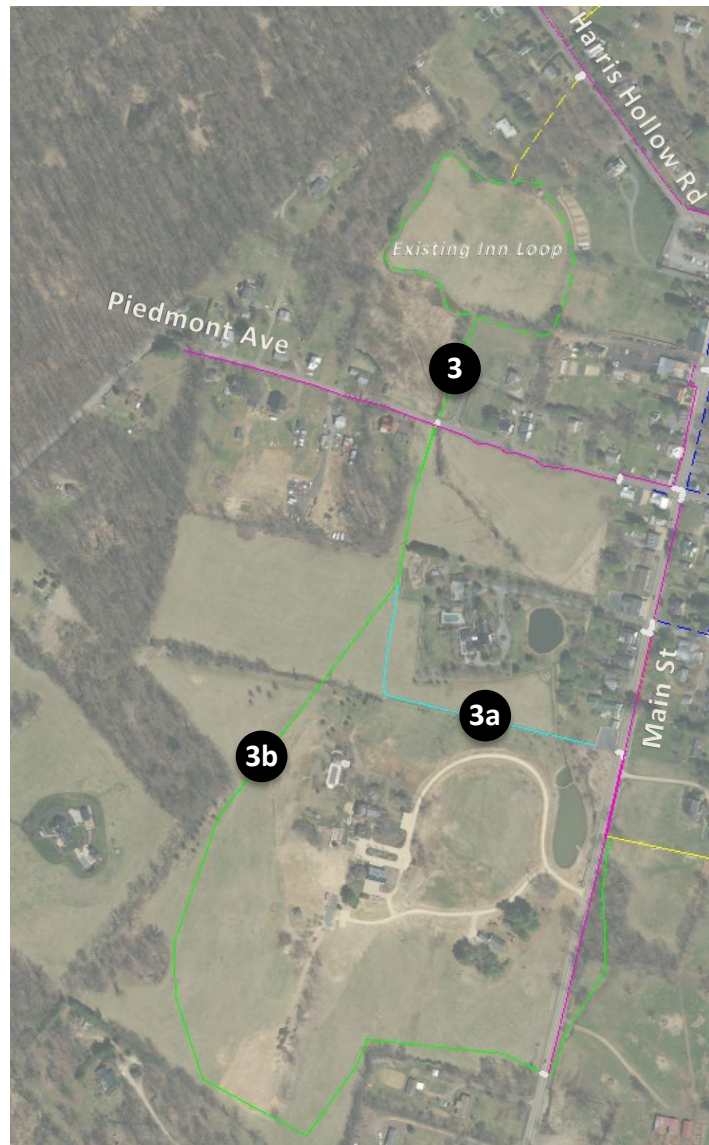 Harris Hollow Rd
Existing Inn Loop
Piedmont Ave
3
Main St
3a
3b